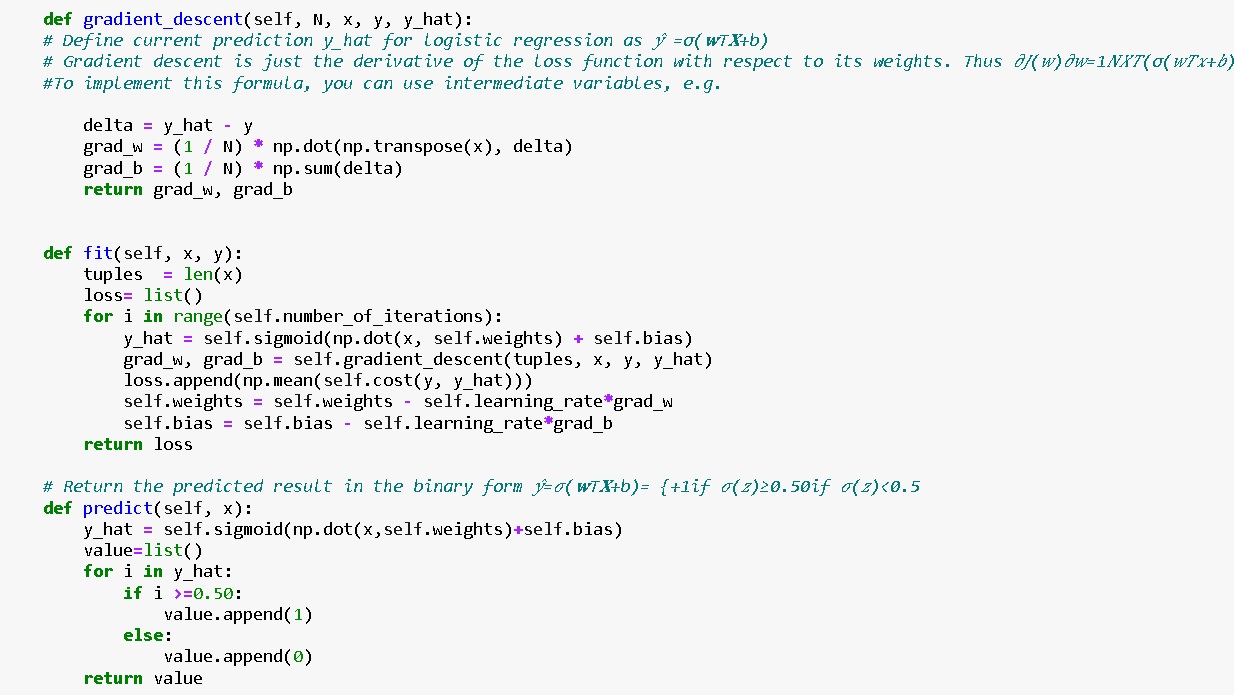 def gradient_descent(self, N, x, y, y_hat):
# Define current prediction y_hat for logistic regression as ŷ =σ(𝐰⊤𝐗+b)
# Gradient descent is just the derivative of the loss function with respect to its weights. Thus ∂𝐽(𝑤)∂𝑤=1𝑁𝑋𝑇(σ(𝑤𝑇𝑥+𝑏)
#To implement this formula, you can use intermediate variables, e.g.
delta = y_hat - y
grad_w = (1 / N) * np.dot(np.transpose(x), delta)
grad_b = (1 / N) * np.sum(delta)
return grad_w, grad_b
def fit(self, x, y):
tuples  = len(x)
loss= list()
for i in range(self.number_of_iterations):
y_hat = self.sigmoid(np.dot(x, self.weights) + self.bias)
grad_w, grad_b = self.gradient_descent(tuples, x, y, y_hat)
loss.append(np.mean(self.cost(y, y_hat)))
self.weights = self.weights - self.learning_rate*grad_w
self.bias = self.bias - self.learning_rate*grad_b
return loss
# Return the predicted result in the binary form ŷ=σ(𝐰⊤𝐗+b)= {+1if σ(𝑧)≥0.50if σ(𝑧)<0.5
def predict(self, x):
y_hat = self.sigmoid(np.dot(x,self.weights)+self.bias)
value=list()
for i in y_hat:
if i >=0.50:
value.append(1)
else:
value.append(0)
return value